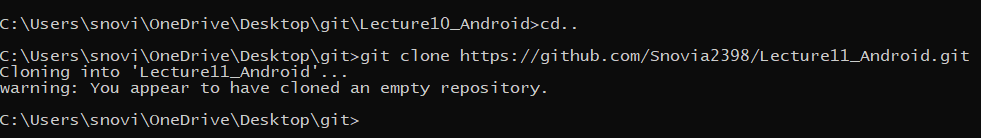 C:\Users\snovi\OneDrive\Desktop\git\Lecture10_Android>cd..
C:\Users\snovi\OneDrive\Desktop\git>git clone https://github.com/Snovia2398/Lecture11_Android.git
Cloning into 'Lecture11_Android'...
warning: You appear to have cloned an empty repository.
C:\Users\snovi\OneDrive\Desktop\git>